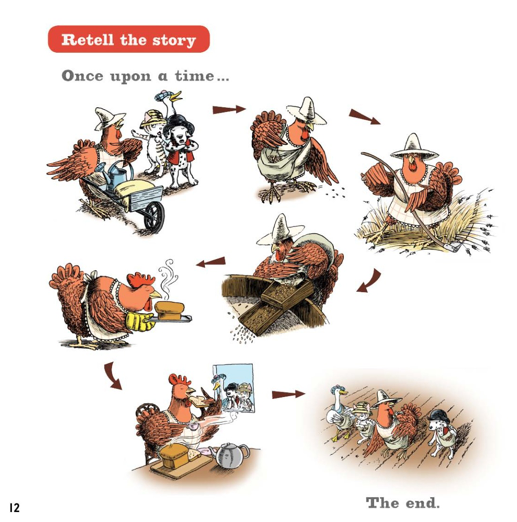 Retell the story
Once upon a time...
The end.
12